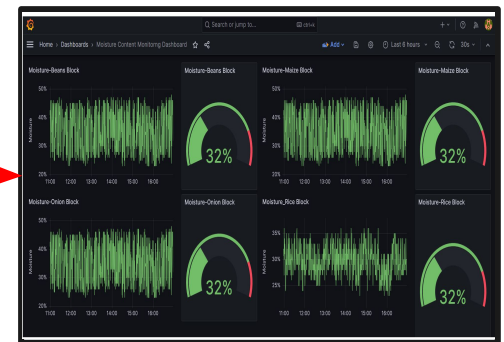 Search or jump to... ctrl+k
Home > Dashboards > Moisture Content Monitorng Dashboard Add Last 6 hours 30s
Moisture-Beans Block
50%
40%
30%
20%
Moisture
11:00 12:00 13:00 14:00 15:00 16:00
Moisture-Beans Block
32%
Moisture-Maize Block
50%
40%
30%
20%
Moisture
11:00 12:00 13:00 14:00 15:00 16:00
Moisture-Maize Block
32%
Moisture-Onion Block
50%
40%
30%
20%
Moisture
11:00 12:00 13:00 14:00 15:00 16:00
Moisture-Onion Block
32%
Moisture_Rice Block
35%
30%
25%
Moisture
11:00 12:00 13:00 14:00 15:00 16:00
Moisture-Rice Block
32%